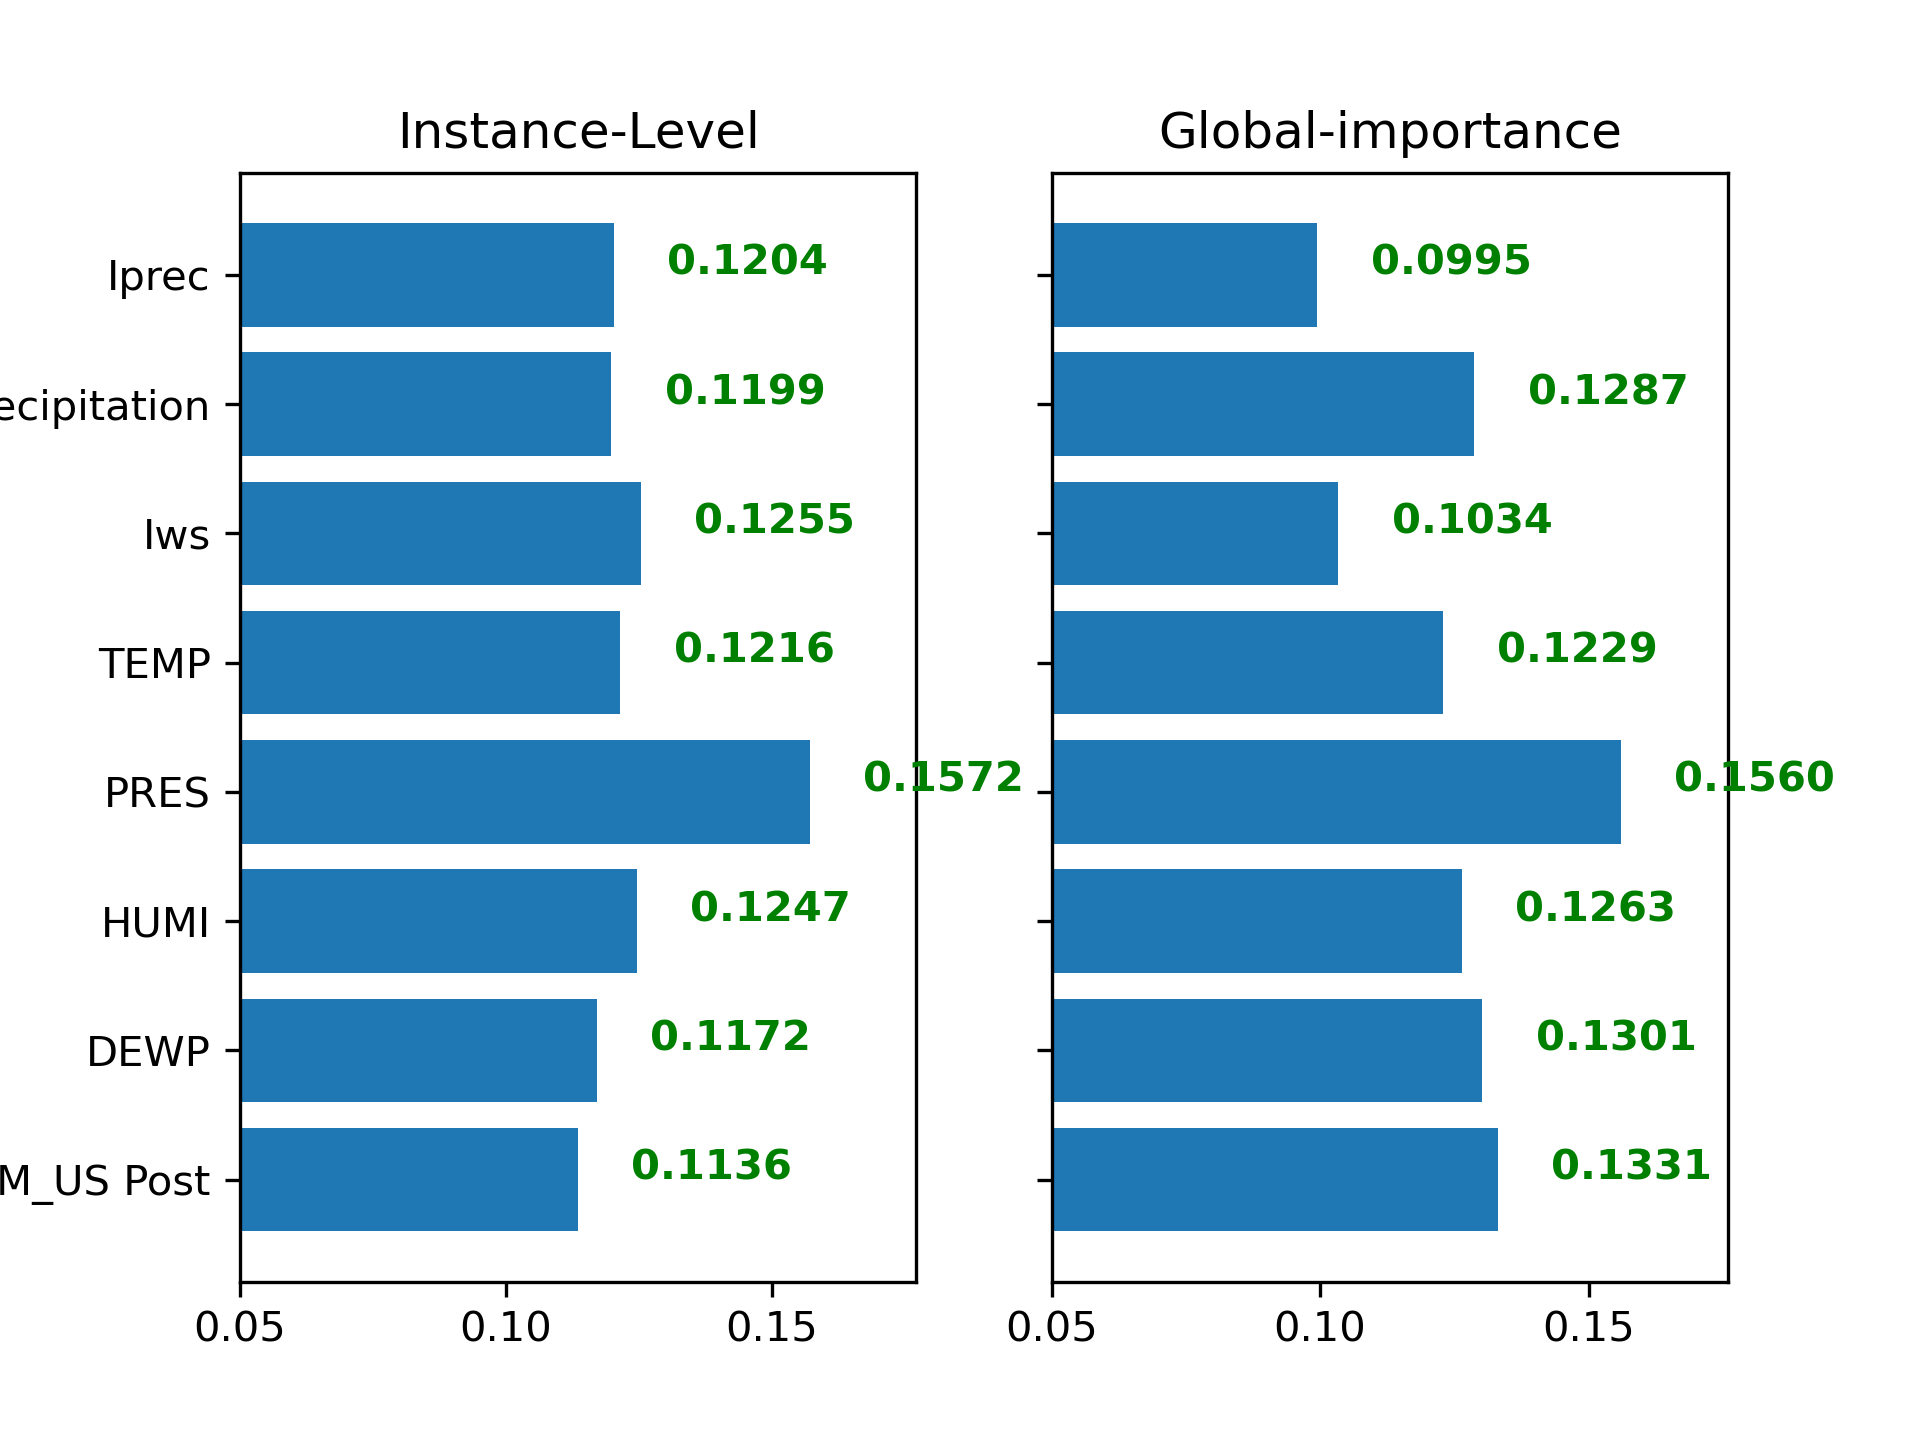 Instance-Level Global-importance
Iprec 0.1204 0.0995
ecipitation 0.1199 0.1287
Iws 0.1255 0.1034
TEMP 0.1216 0.1229
PRES 0.1572 0.1560
HUMI 0.1247 0.1263
DEWP 0.1172 0.1301
M_US Post 0.1136 0.1331
0.05 0.10 0.15 0.05 0.10 0.15